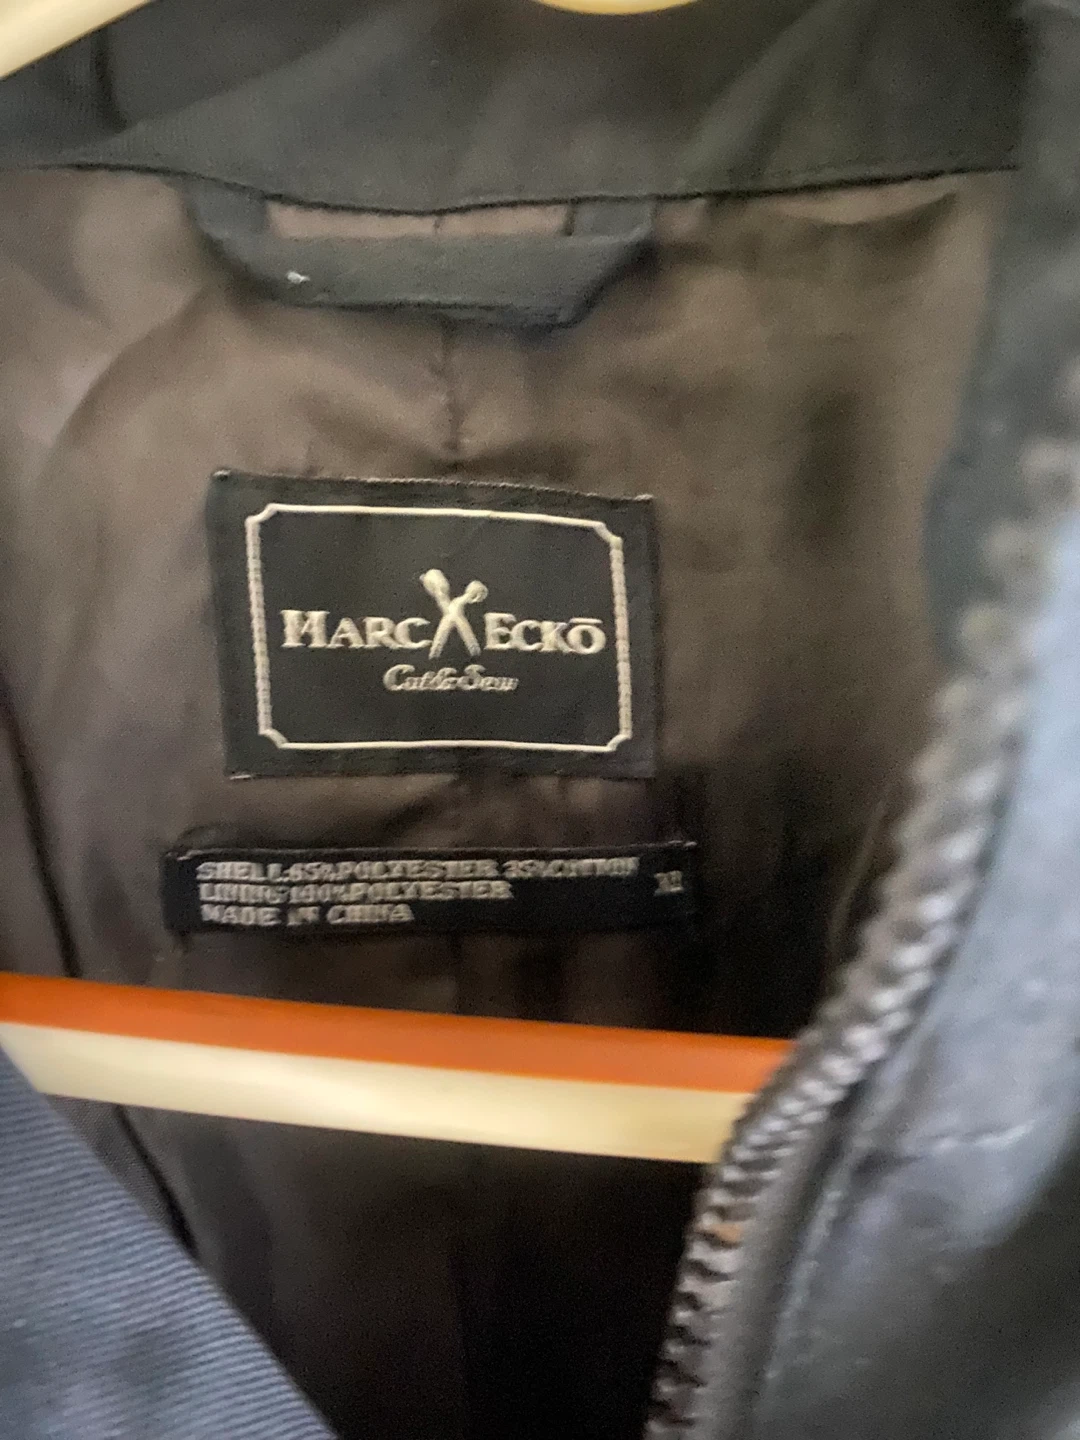 MARC ECKŌ
Cut & Sew
SHELL:65%POLYESTER 35%COTTON
LINING:100%POLYESTER
MADE IN CHINA